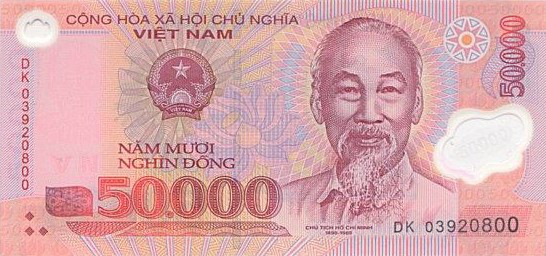 CỘNG HÒA XÃ HỘI CHỦ NGHĨA
VIỆT NAM
50.000
DK 03920800
NĂM MƯƠI
NGHÌN ĐỒNG
50.000
CHỦ TỊCH HỒ CHÍ MINH
1890-1969
DK 03920800